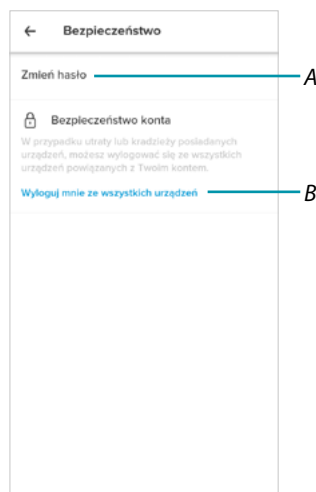 ← Bezpieczeństwo
Zmień hasło
A
Bezpieczeństwo konta
W przypadku utraty lub kradzieży posiadanych
urządzeń, możesz wylogować się ze wszystkich
urządzeń powiązanych z Twoim kontem.
Wyloguj mnie ze wszystkich urządzeń
B